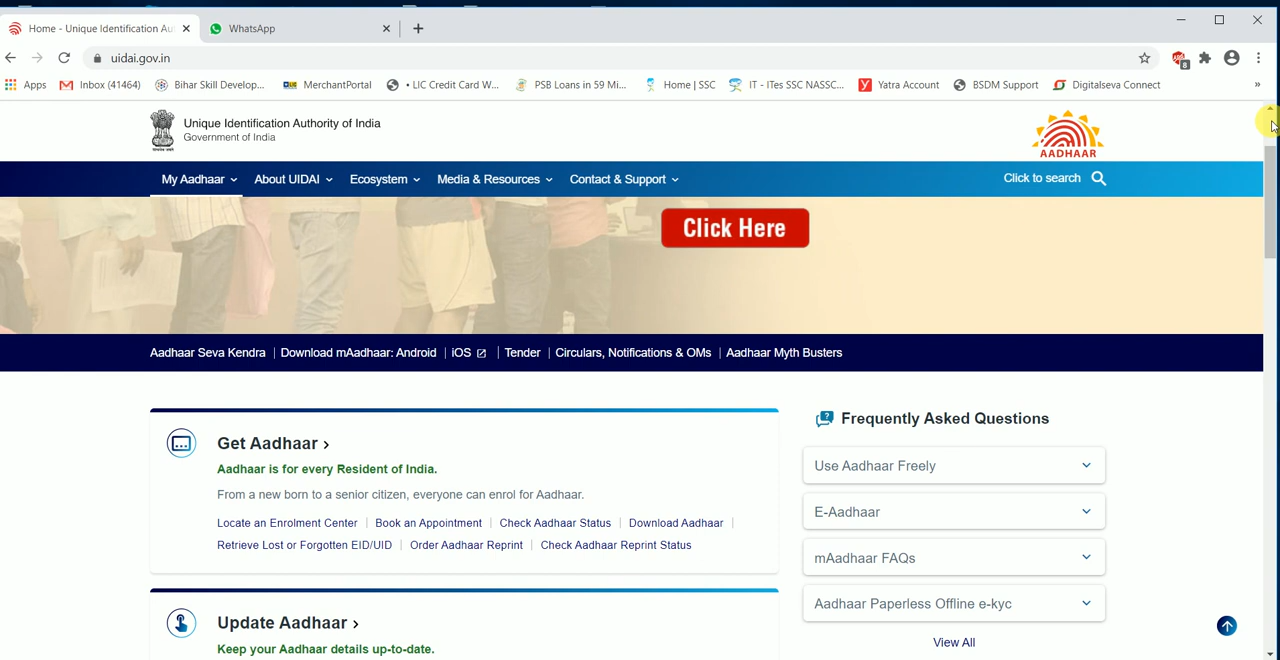 Home - Unique Identification Au
WhatsApp
uidai.gov.in
8
Apps
Inbox (41464)
Bihar Skill Develop...
MerchantPortal
• LIC Credit Card W...
PSB Loans in 59 Mi...
Home | SSC
IT - ITes SSC NASSC...
Yatra Account
BSDM Support
Digitalseva Connect
»
Unique Identification Authority of India
Government of India
AADHAAR
My Aadhaar
About UIDAI
Ecosystem
Media & Resources
Contact & Support
Click to search
Click Here
Aadhaar Seva Kendra | Download mAadhaar: Android | iOS | Tender | Circulars, Notifications & OMs | Aadhaar Myth Busters
Get Aadhaar ›
Aadhaar is for every Resident of India.
From a new born to a senior citizen, everyone can enrol for Aadhaar.
Locate an Enrolment Center | Book an Appointment | Check Aadhaar Status | Download Aadhaar |
Retrieve Lost or Forgotten EID/UID | Order Aadhaar Reprint | Check Aadhaar Reprint Status
Update Aadhaar ›
Keep your Aadhaar details up-to-date.
Frequently Asked Questions
Use Aadhaar Freely
E-Aadhaar
mAadhaar FAQs
Aadhaar Paperless Offline e-kyc
View All